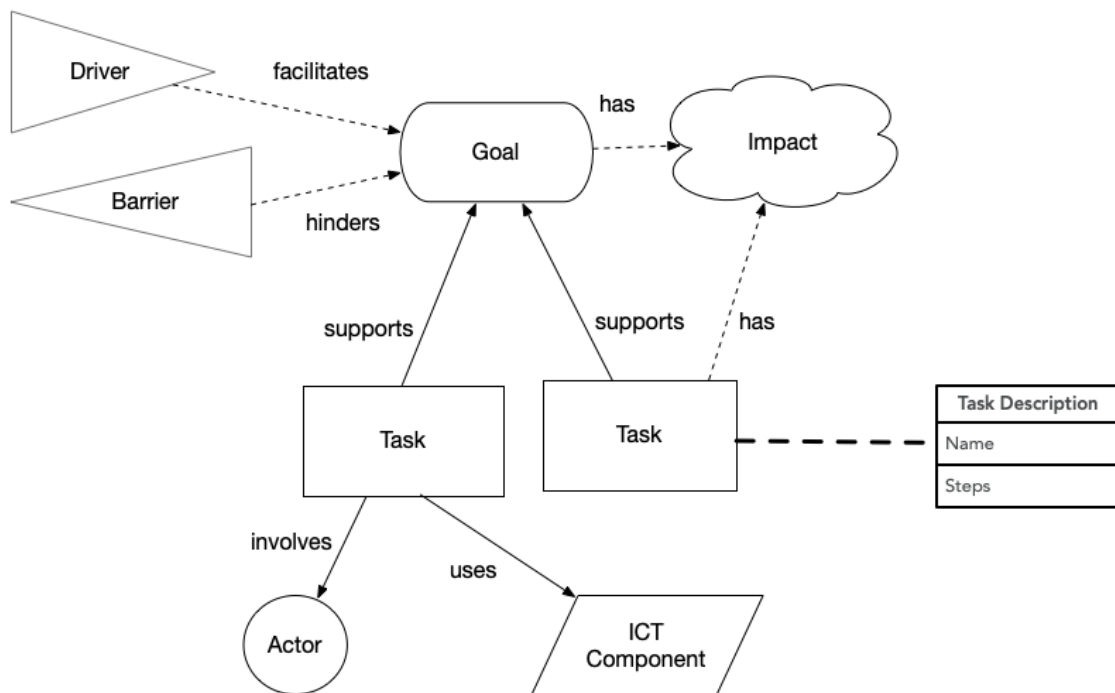 Driver
facilitates
has
Goal
Impact
Barrier
hinders
supports
supports
has
Task
Task
Task Description
Name
Steps
involves
uses
Actor
ICT
Component